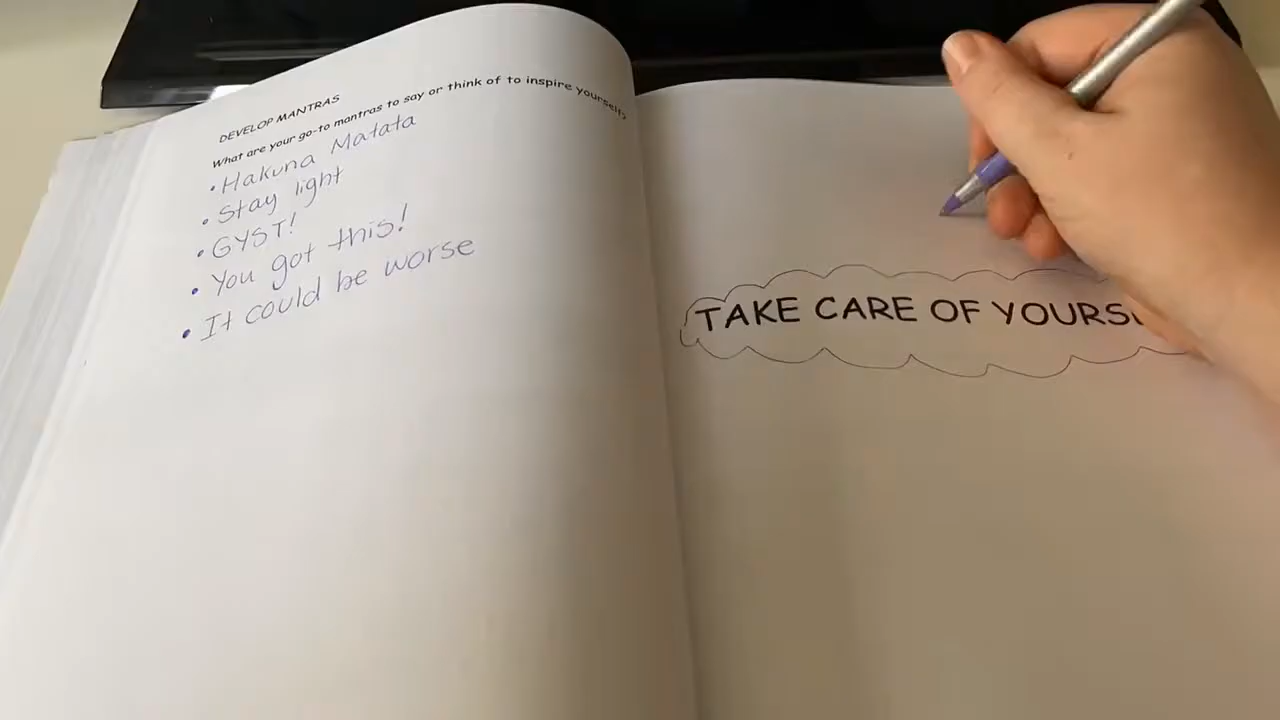 DEVELOP MANTRAS
What are your go-to mantras to say or think of to inspire yourself?
• Hakuna Matata
• Stay light
• GYST!
• You got this!
• It could be worse
TAKE CARE OF